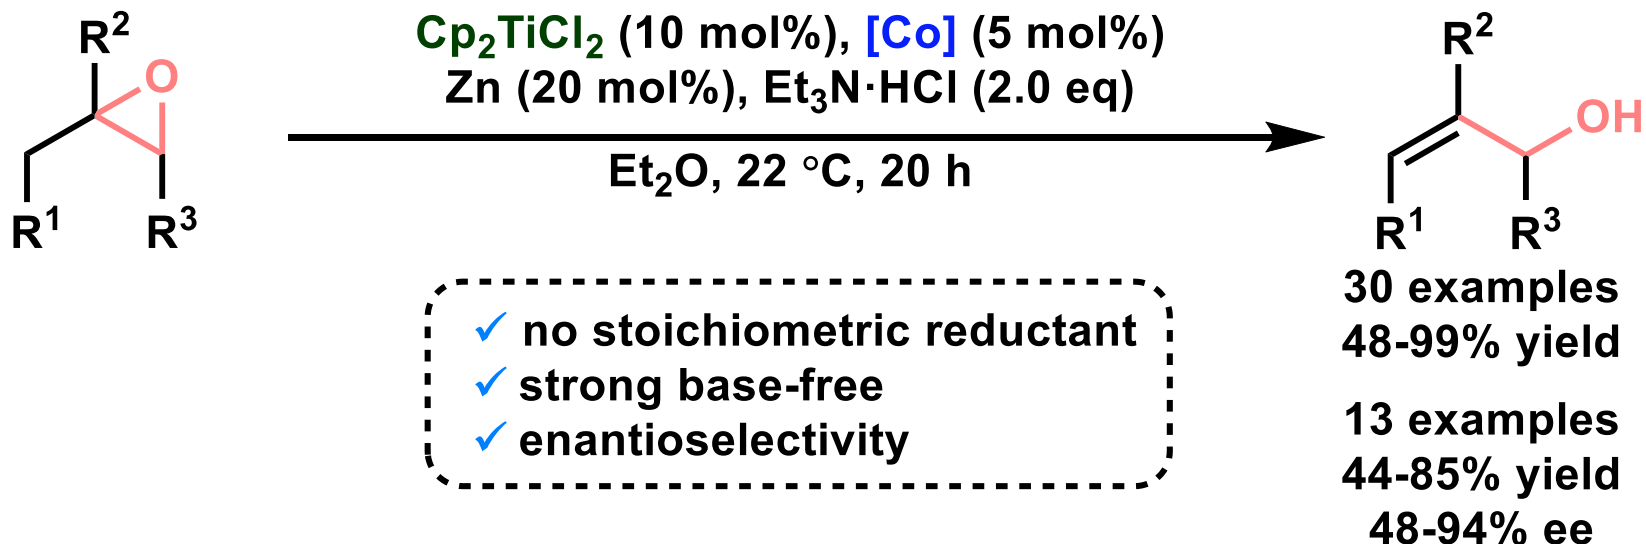 R² O
R¹ R³
Cp₂TiCl₂ (10 mol%), [Co] (5 mol%)
Zn (20 mol%), Et₃N·HCl (2.0 eq)
Et₂O, 22 °C, 20 h
✓ no stoichiometric reductant
✓ strong base-free
✓ enantioselectivity
R² OH
R¹ R³
30 examples
48-99% yield
13 examples
44-85% yield
48-94% ee